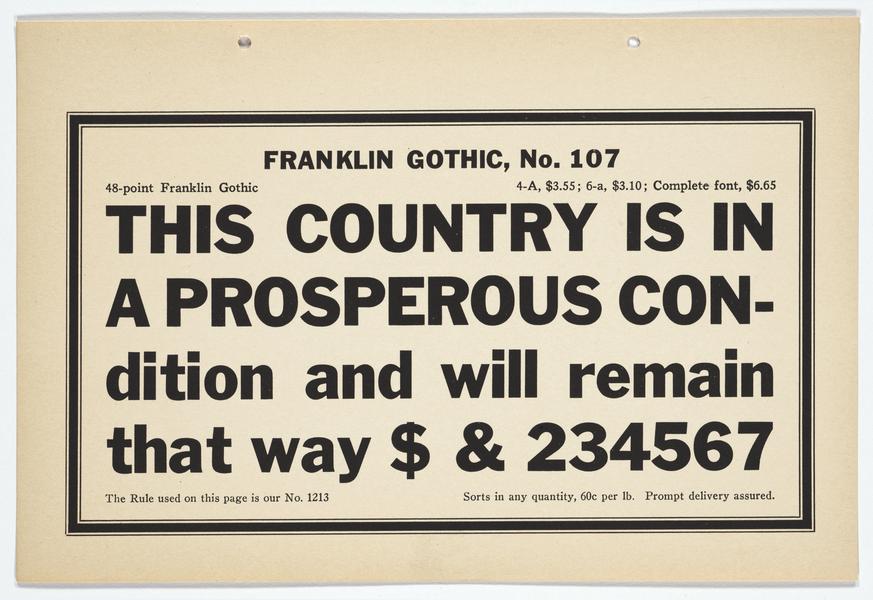 FRANKLIN GOTHIC, No. 107
48-point Franklin Gothic 4-A, $3.55; 6-a, $3.10; Complete font, $6.65
THIS COUNTRY IS IN
A PROSPEROUS CON-
dition and will remain
that way $ & 234567
The Rule used on this page is our No. 1213 Sorts in any quantity, 60c per lb. Prompt delivery assured.